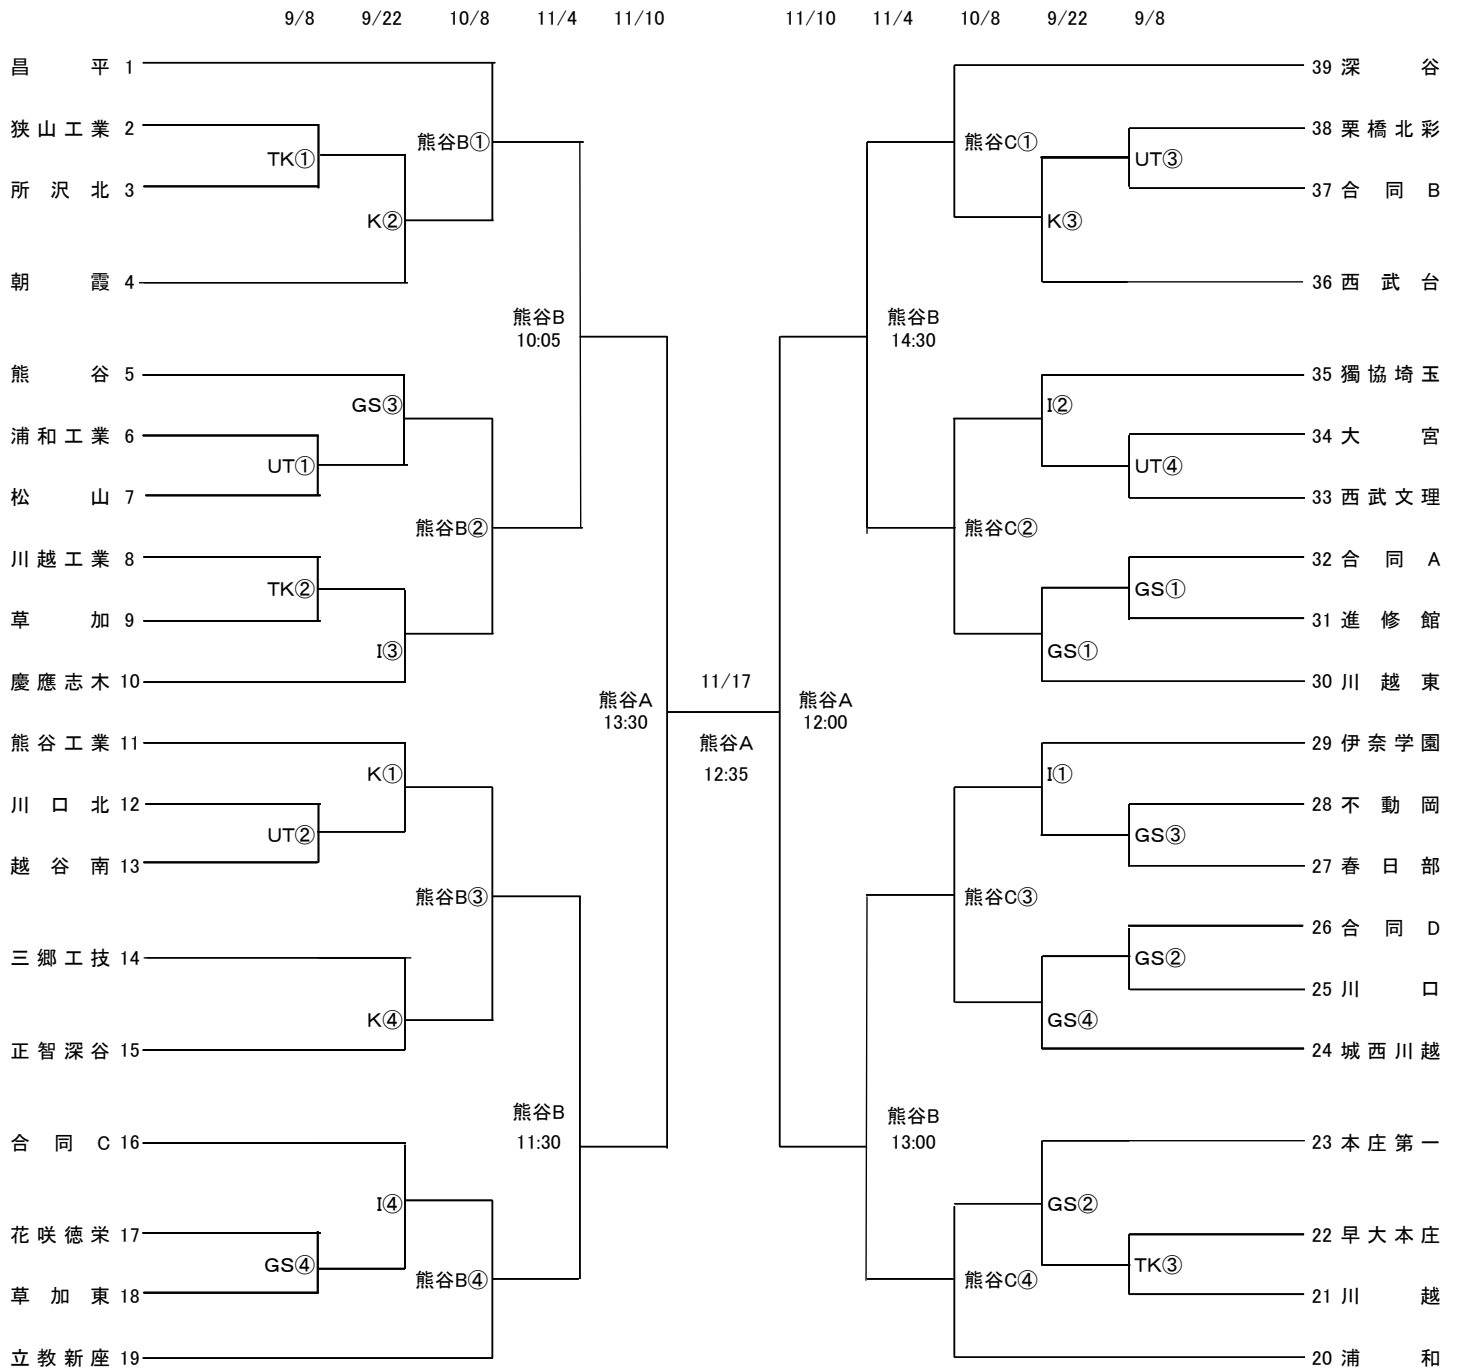 9/8 9/22 10/8 11/4 11/10 11/10 11/4 10/8 9/22 9/8
昌平 1 39 深谷
狭山工業 2 38 栗橋北彩
熊谷B① 熊谷C①
TK① UT③
所沢北 3 37 合同B
K② K③
朝霞 4 36 西武台
熊谷B 熊谷B
10:05 14:30
熊谷 5 35 獨協埼玉
GS③ I②
浦和工業 6 34 大宮
UT① UT④
松山 7 33 西武文理
熊谷B② 熊谷C②
川越工業 8 32 合同A
TK② GS①
草加 9 31 進修館
I③ GS①
慶應志木 10 11/17 30 川越東
熊谷A 熊谷A
13:30 12:00
熊谷工業 11 熊谷A 29 伊奈学園
K① 12:35 I①
川口北 12 28 不動岡
UT② GS③
越谷南 13 27 春日部
熊谷B③ 熊谷C③
26 合同D
三郷工技 14 GS②
25 川口
K④ GS④
正智深谷 15 24 城西川越
熊谷B 熊谷B
11:30 13:00
合同C 16 23 本庄第一
I④ GS②
花咲徳栄 17 22 早大本庄
GS④ TK③
熊谷B④ 熊谷C④
草加東 18 21 川越
立教新座 19 20 浦和